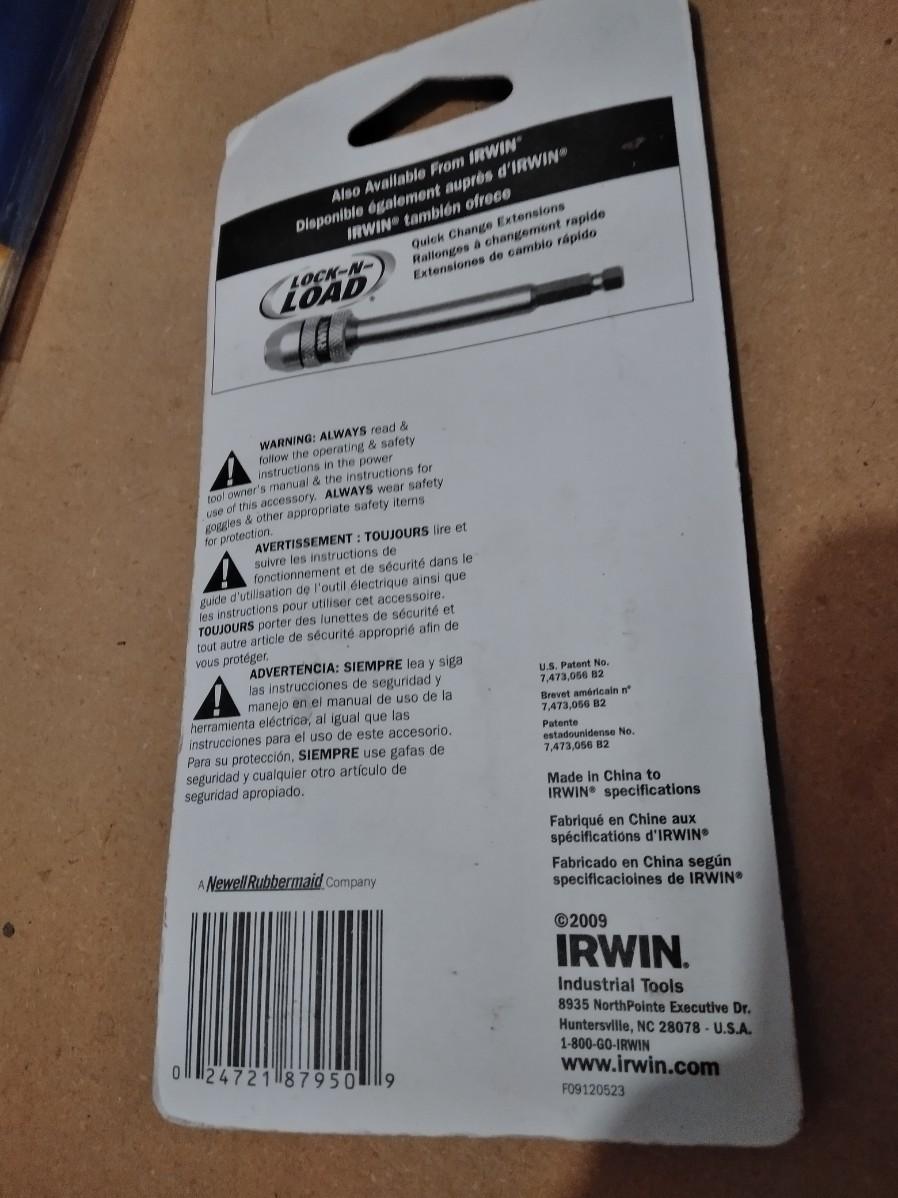 Also Available From IRWIN®
Disponible également auprès d'IRWIN®
IRWIN® también ofrece
Quick Change Extensions
Rallonges à changement rapide
Extensiones de cambio rápido
LOCK-N-
LOAD®
IRWIN
WARNING: ALWAYS read &
follow the operating & safety
instructions in the power
tool owner's manual & the instructions for
use of this accessory. ALWAYS wear safety
goggles & other appropriate safety items
for protection.
AVERTISSEMENT : TOUJOURS lire et
suivre les instructions de
fonctionnement et de sécurité dans le
guide d'utilisation de l'outil électrique ainsi que
les instructions pour utiliser cet accessoire.
TOUJOURS porter des lunettes de sécurité et
tout autre article de sécurité approprié afin de
vous protéger.
ADVERTENCIA: SIEMPRE lea y siga
las instrucciones de seguridad y
manejo en el manual de uso de la
herramienta eléctrica, al igual que las
instrucciones para el uso de este accesorio.
Para su protección, SIEMPRE use gafas de
seguridad y cualquier otro artículo de
seguridad apropiado.
U.S. Patent No.
7,473,056 B2
Brevet américain n°
7,473,056 B2
Patente
estadounidense No.
7,473,056 B2
Made in China to
IRWIN® specifications
Fabriqué en Chine aux
spécifications d'IRWIN®
Fabricado en China según
specificacioines de IRWIN®
A NewellRubbermaid Company
0 24721 87950 9
©2009
IRWIN®
Industrial Tools
8935 NorthPointe Executive Dr.
Huntersville, NC 28078 - U.S.A.
1-800-GO-IRWIN
www.irwin.com
F09120523